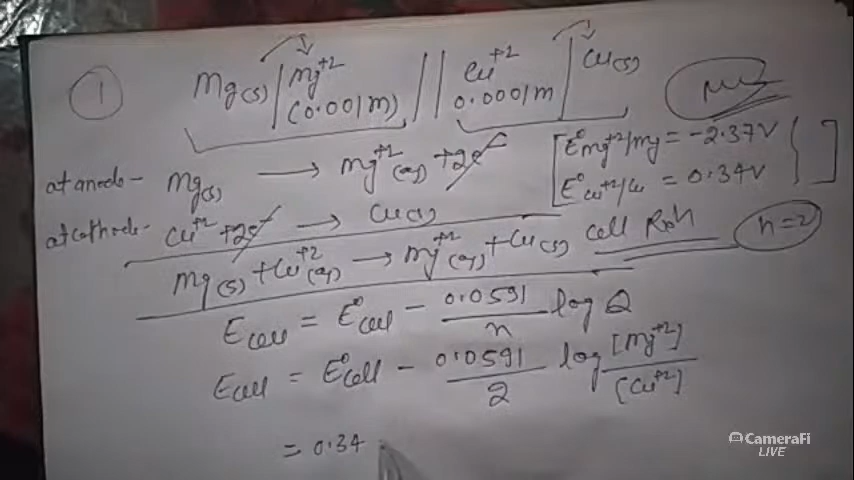 1
Mg(s) | Mg+2 (0.001M) || Cu+2 0.0001M | Cu(s)
at anode - Mg(s) → Mg+2(aq) + 2e-
[E°Mg+2/Mg = -2.37V
E°Cu+2/Cu = 0.34V]
at cathode - Cu+2 + 2e- → Cu(s)
Mg(s) + Cu+2(aq) → Mg+2(aq) + Cu(s) cell Rxn n=2
Ecell = E°cell - 0.0591/n log Q
Ecell = E°cell - 0.0591/2 log [Mg+2]/[Cu+2]
= 0.34
CameraFi
LIVE